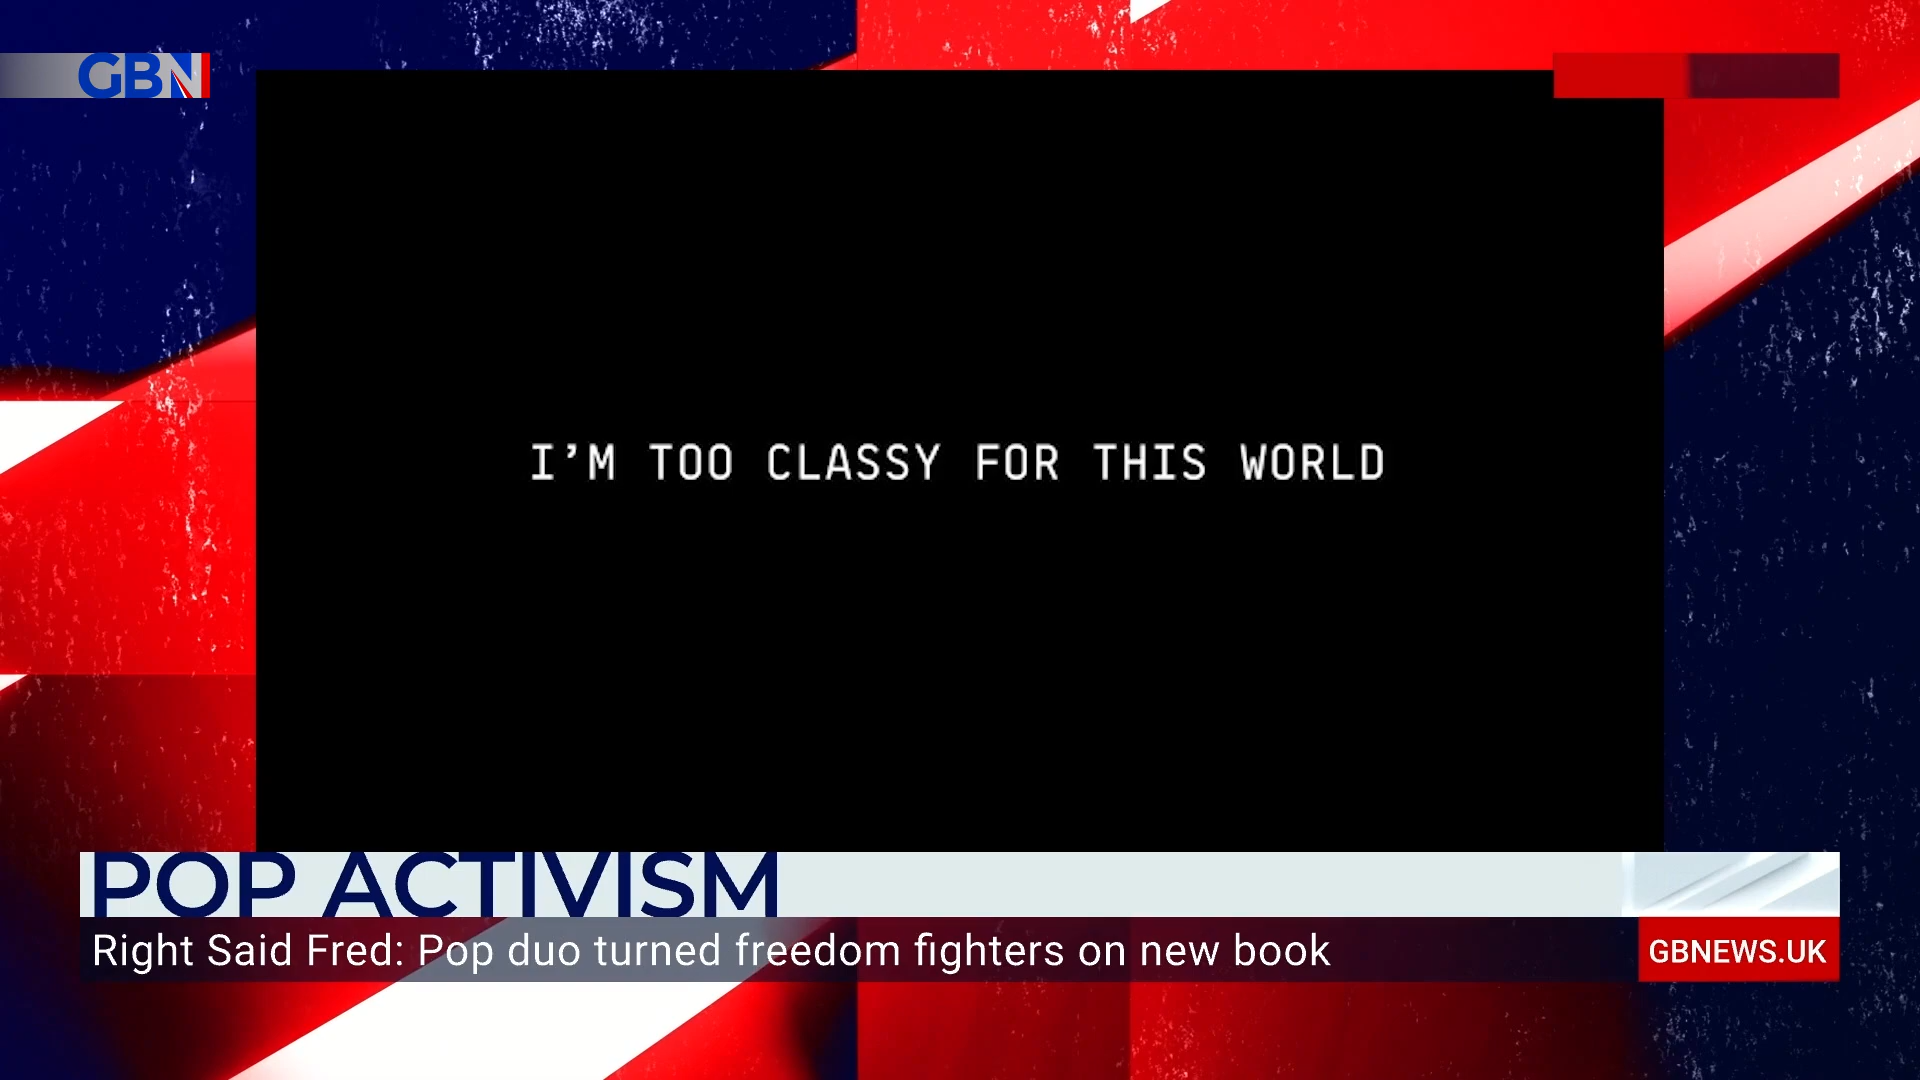 GBN
I’M TOO CLASSY FOR THIS WORLD
POP ACTIVISM
Right Said Fred: Pop duo turned freedom fighters on new book
GBNEWS.UK